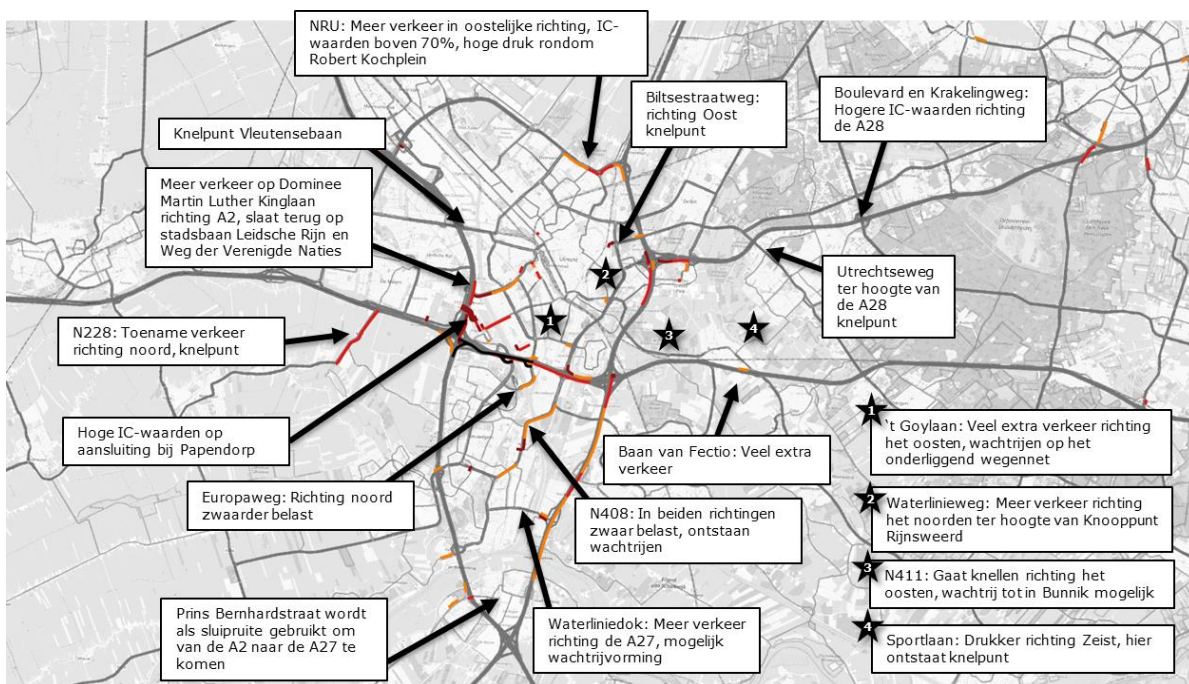 NRU: Meer verkeer in oostelijke richting, IC-
waarden boven 70%, hoge druk rondom
Robert Kochplein
Biltsestraatweg:
richting Oost
knelpunt
Boulevard en Krakelingweg:
Hogere IC-waarden richting
de A28
Knelpunt Vleutensebaan
Meer verkeer op Dominee
Martin Luther Kinglaan
richting A2, slaat terug op
stadsbaan Leidsche Rijn en
Weg der Verenigde Naties
Utrechtseweg
ter hoogte van
de A28
knelpunt
2
1
3
4
N228: Toename verkeer
richting noord, knelpunt
Hoge IC-waarden op
aansluiting bij Papendorp
Baan van Fectio: Veel extra
verkeer
Europaweg: Richting noord
zwaarder belast
N408: In beiden richtingen
zwaar belast, ontstaan
wachtrijen
Prins Bernhardstraat wordt
als sluipruite gebruikt om
van de A2 naar de A27 te
komen
Waterliniedok: Meer verkeer
richting de A27, mogelijk
wachtrijvorming
1
't Goylaan: Veel extra verkeer richting
het oosten, wachtrijen op het
onderliggend wegennet
2
Waterlinieweg: Meer verkeer richting
het noorden ter hoogte van Knooppunt
Rijnsweerd
3
N411: Gaat knellen richting het
oosten, wachtrij tot in Bunnik mogelijk
4
Sportlaan: Drukker richting Zeist, hier
ontstaat knelpunt